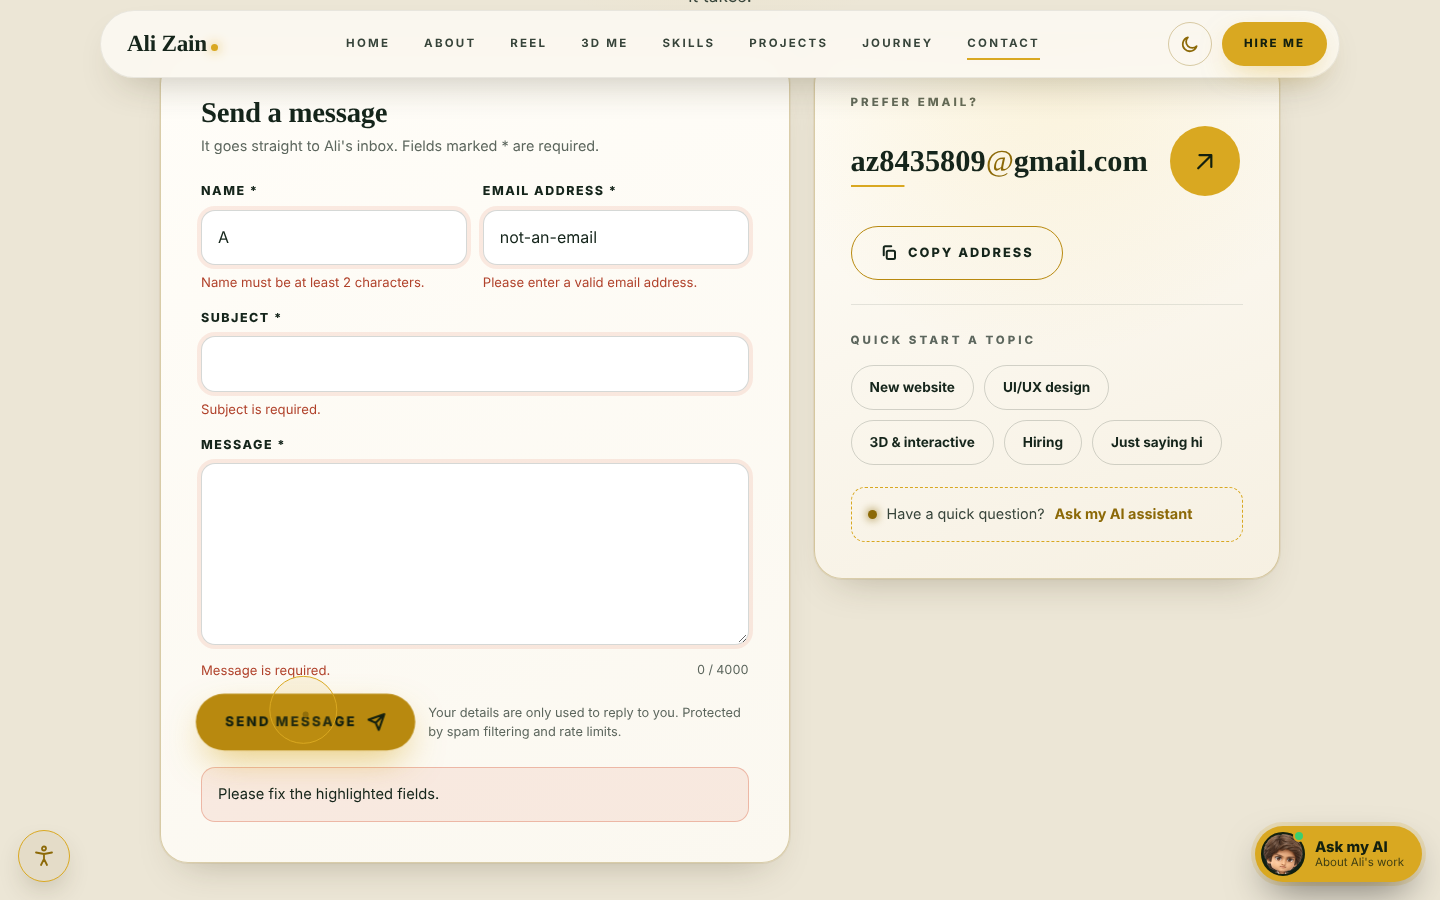 it takes.
Ali Zain
HOME
ABOUT
REEL
3D ME
SKILLS
PROJECTS
JOURNEY
CONTACT
HIRE ME
Send a message
It goes straight to Ali's inbox. Fields marked * are required.
NAME *
EMAIL ADDRESS *
A
not-an-email
Name must be at least 2 characters.
Please enter a valid email address.
SUBJECT *
Subject is required.
MESSAGE *
Message is required.
0 / 4000
SEND MESSAGE
Your details are only used to reply to you. Protected
by spam filtering and rate limits.
Please fix the highlighted fields.
PREFER EMAIL?
az8435809@gmail.com
COPY ADDRESS
QUICK START A TOPIC
New website
UI/UX design
3D & interactive
Hiring
Just saying hi
Have a quick question? Ask my AI assistant
Ask my AI
About Ali's work